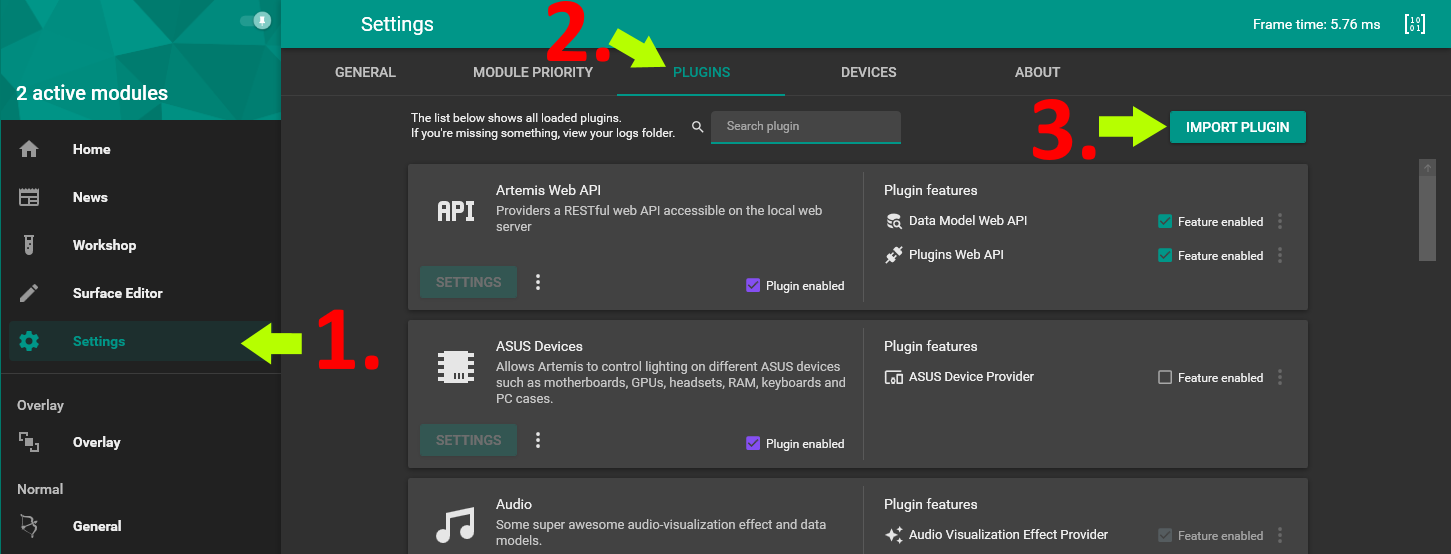 Settings
Frame time: 5.76 ms
10
01
2 active modules
Home
News
Workshop
Surface Editor
Settings
Overlay
Overlay
Normal
General
1.
2.
3.
GENERAL
MODULE PRIORITY
PLUGINS
DEVICES
ABOUT
The list below shows all loaded plugins.
If you're missing something, view your logs folder.
Search plugin
IMPORT PLUGIN
API
Artemis Web API
Providers a RESTful web API accessible on the local web
server
SETTINGS
Plugin enabled
Plugin features
Data Model Web API
Feature enabled
Plugins Web API
Feature enabled
ASUS Devices
Allows Artemis to control lighting on different ASUS devices
such as motherboards, GPUs, headsets, RAM, keyboards and
PC cases.
SETTINGS
Plugin enabled
Plugin features
ASUS Device Provider
Feature enabled
Audio
Some super awesome audio-visualization effect and data
models.
Plugin features
Audio Visualization Effect Provider
Feature enabled